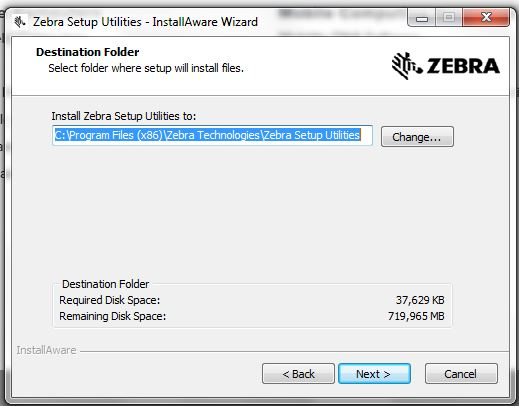 Zebra Setup Utilities - InstallAware Wizard
Destination Folder
Select folder where setup will install files.
ZEBRA
Install Zebra Setup Utilities to:
C:\Program Files (x86)\Zebra Technologies\Zebra Setup Utilities
Change...
Destination Folder
Required Disk Space: 37,629 KB
Remaining Disk Space: 719,965 MB
InstallAware
< Back Next > Cancel